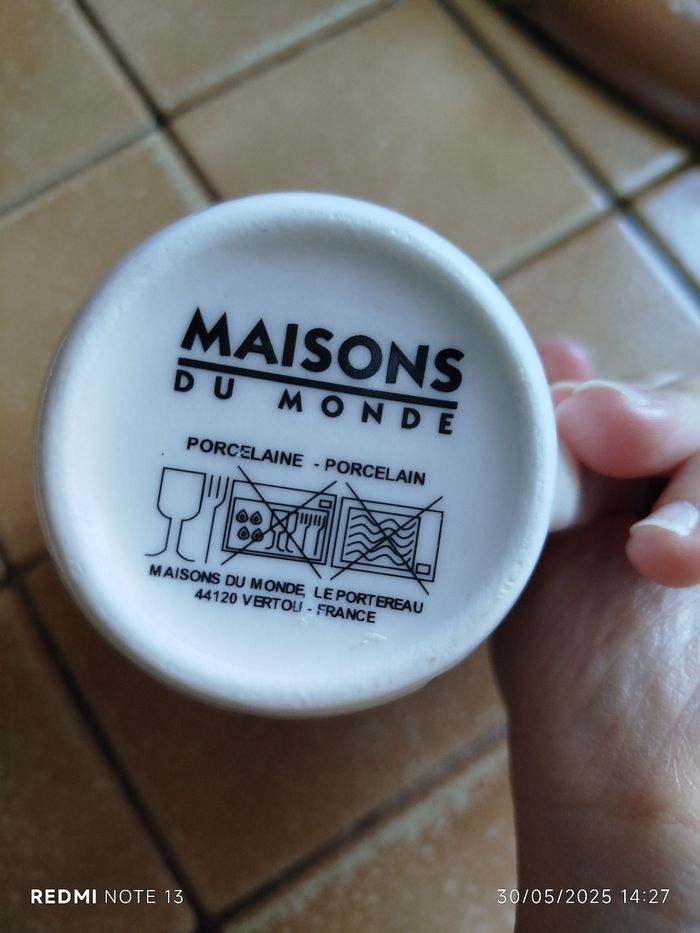 MAISONS
DU MONDE
PORCELAINE - PORCELAIN
MAISONS DU MONDE, LE PORTEREAU
44120 VERTOU - FRANCE
REDMI NOTE 13
30/05/2025 14:27